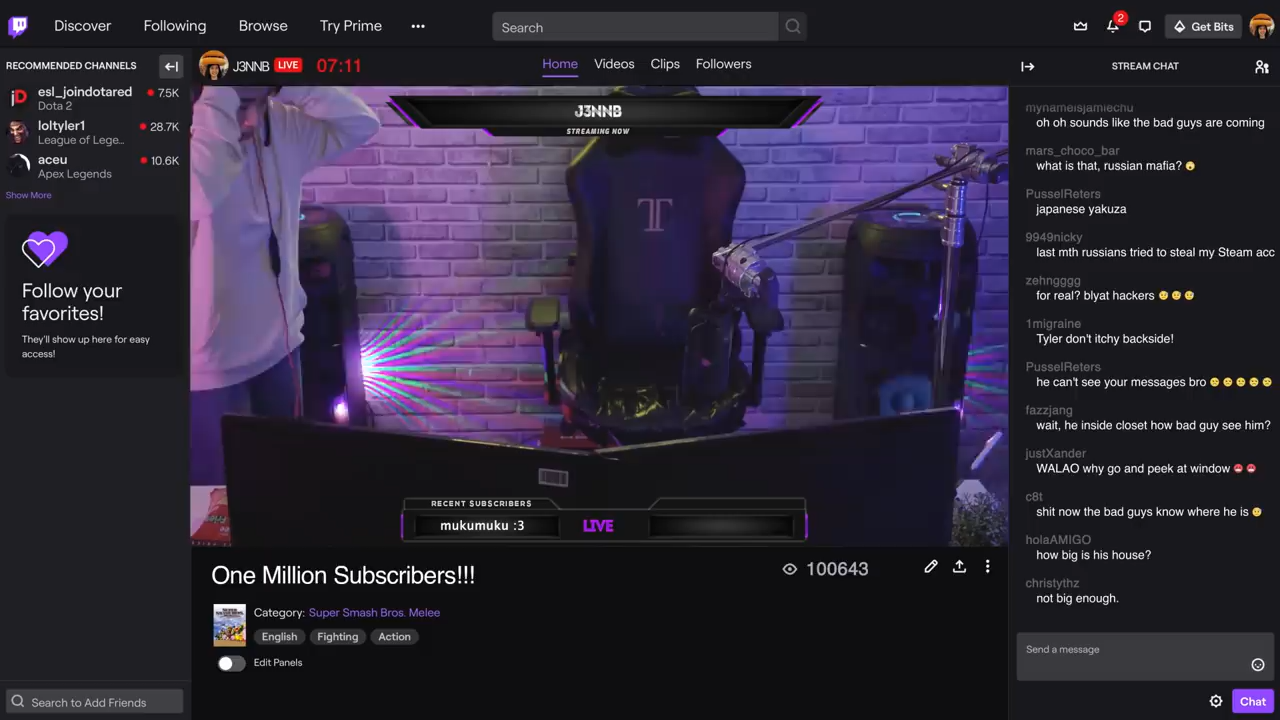 Discover
Following
Browse
Try Prime
Search
2
Get Bits
RECOMMENDED CHANNELS
esl_joindotared
7.5K
Dota 2
loltyler1
28.7K
League of Lege...
aceu
10.6K
Apex Legends
Show More
Follow your
favorites!
They'll show up here for easy
access!
Search to Add Friends
J3NNB
LIVE
07:11
Home
Videos
Clips
Followers
J3NNB
STREAMING NOW
RECENT SUBSCRIBERS
mukumuku :3
LIVE
One Million Subscribers!!!
100643
Category: Super Smash Bros. Melee
English
Fighting
Action
Edit Panels
STREAM CHAT
mynameisjamiechu
oh oh sounds like the bad guys are coming
mars_choco_bar
what is that, russian mafia?
PusselReters
japanese yakuza
9949nicky
last mth russians tried to steal my Steam acc
zehngggg
for real? blyat hackers
1migraine
Tyler don't itchy backside!
PusselReters
he can't see your messages bro
fazzjang
wait, he inside closet how bad guy see him?
justXander
WALAO why go and peek at window
c8t
shit now the bad guys know where he is
holaAMIGO
how big is his house?
christythz
not big enough.
Send a message
Chat